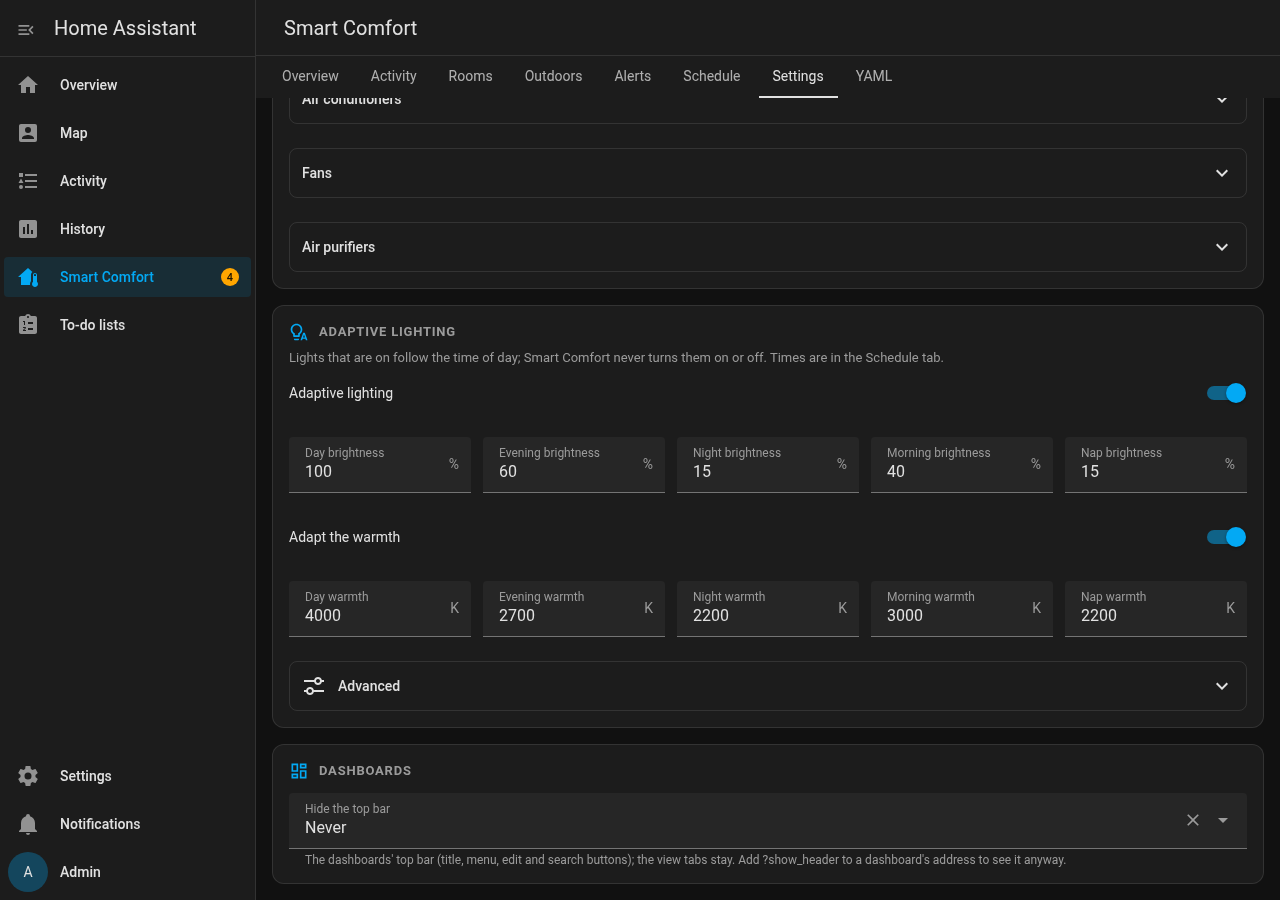 Home Assistant
Smart Comfort
Overview
Activity
Rooms
Outdoors
Alerts
Schedule
Settings
YAML
Overview
Map
Activity
History
Smart Comfort
4
To-do lists
Settings
Notifications
A
Admin
Air conditioners
Fans
Air purifiers
ADAPTIVE LIGHTING
Lights that are on follow the time of day; Smart Comfort never turns them on or off. Times are in the Schedule tab.
Adaptive lighting
Day brightness
100
%
Evening brightness
60
%
Night brightness
15
%
Morning brightness
40
%
Nap brightness
15
%
Adapt the warmth
Day warmth
4000
K
Evening warmth
2700
K
Night warmth
2200
K
Morning warmth
3000
K
Nap warmth
2200
K
Advanced
DASHBOARDS
Hide the top bar
Never
The dashboards' top bar (title, menu, edit and search buttons); the view tabs stay. Add ?show_header to a dashboard's address to see it anyway.